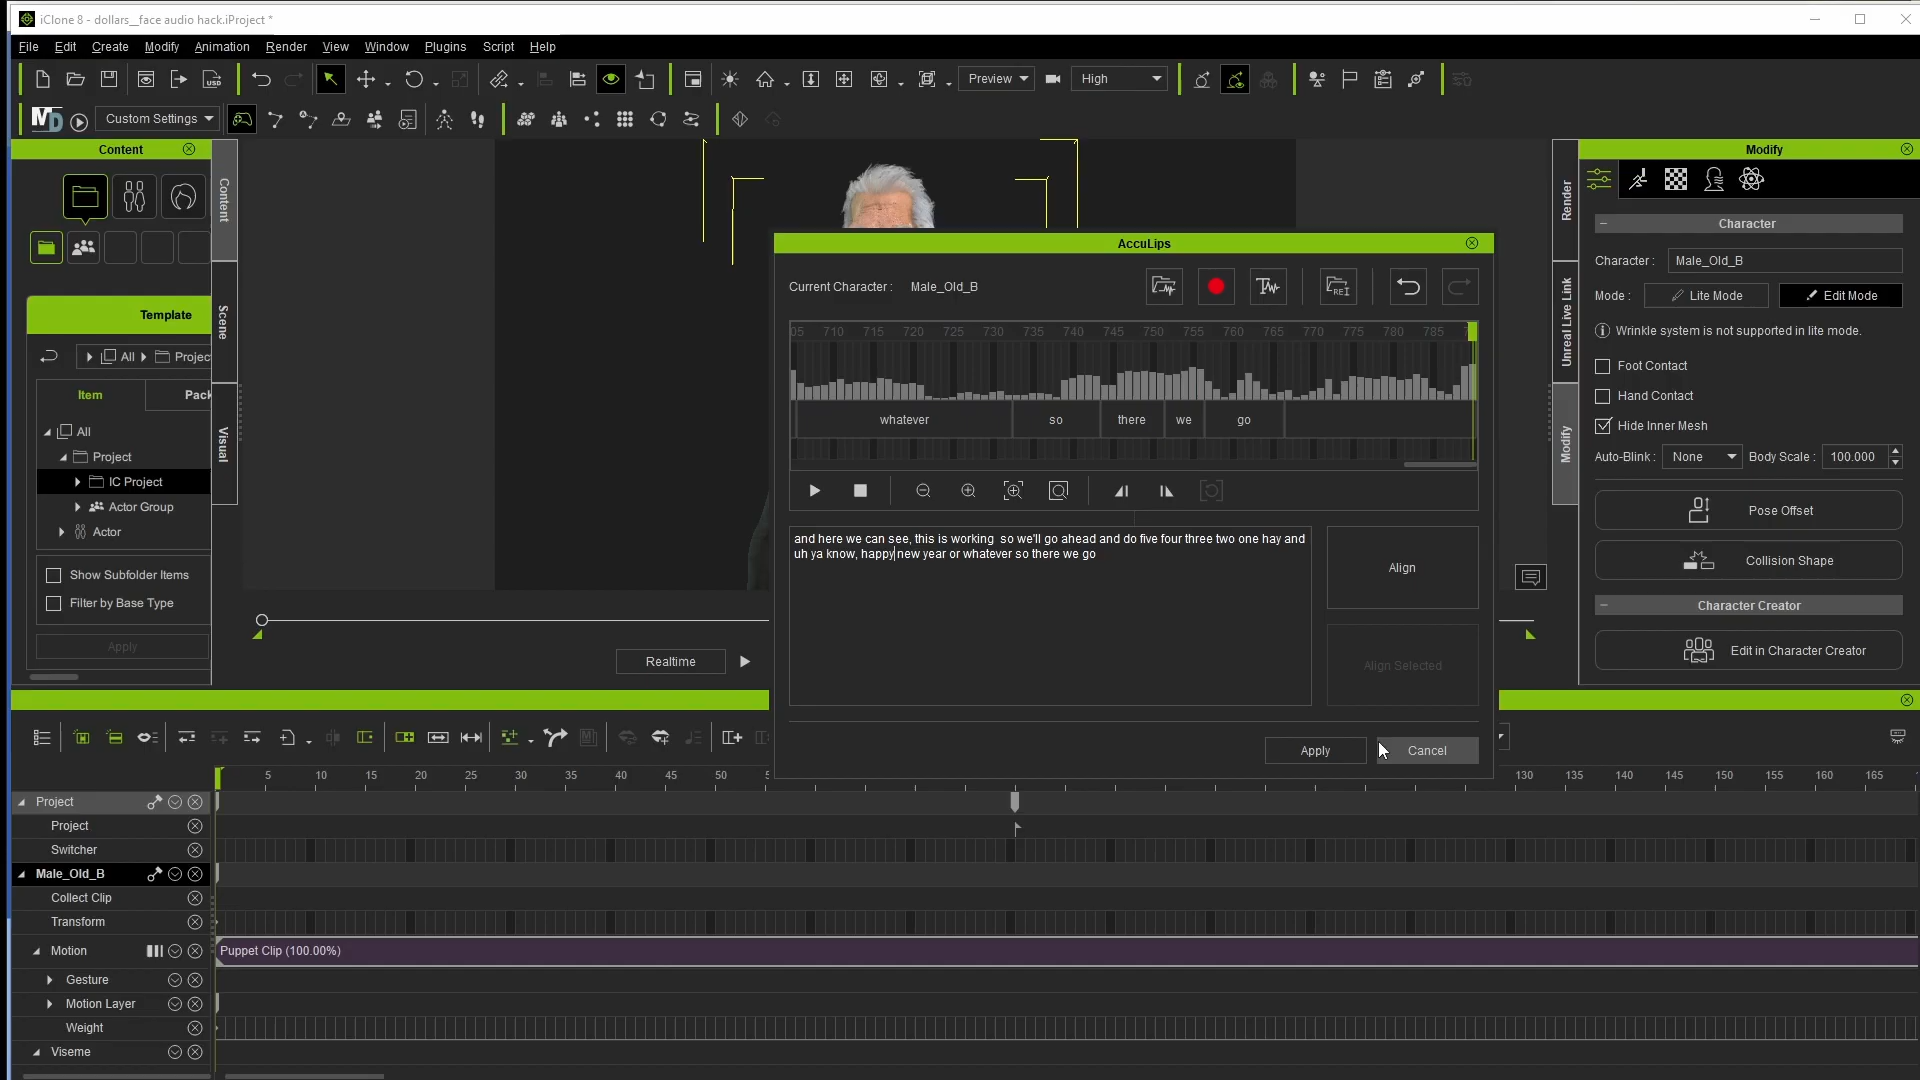 iClone 8 - dollars__face audio hack.iProject *
File Edit Create Modify Animation Render View Window Plugins Script Help
USD Preview High
MD Custom Settings
Content
Content
Scene
Visual
Template
All Projec
Item Pack
All
Project
IC Project
Actor Group
Actor
Show Subfolder Items
Filter by Base Type
Apply
Realtime
AccuLips
Current Character : Male_Old_B
05 710 715 720 725 730 735 740 745 750 755 760 765 770 775 780 785
whatever so there we go
and here we can see, this is working so we'll go ahead and do five four three two one hay and
uh ya know, happy new year or whatever so there we go
Align
Align Selected
Apply Cancel
Render
Unreal Live Link
Modify
Modify
Character
Character : Male_Old_B
Mode : Lite Mode Edit Mode
Wrinkle system is not supported in lite mode.
Foot Contact
Hand Contact
Hide Inner Mesh
Auto-Blink : None Body Scale : 100.000
Pose Offset
Collision Shape
Character Creator
Edit in Character Creator
5 10 15 20 25 30 35 40 45 50 5 130 135 140 145 150 155 160 165
Project
Project
Switcher
Male_Old_B
Collect Clip
Transform
Motion Puppet Clip (100.00%)
Gesture
Motion Layer
Weight
Viseme